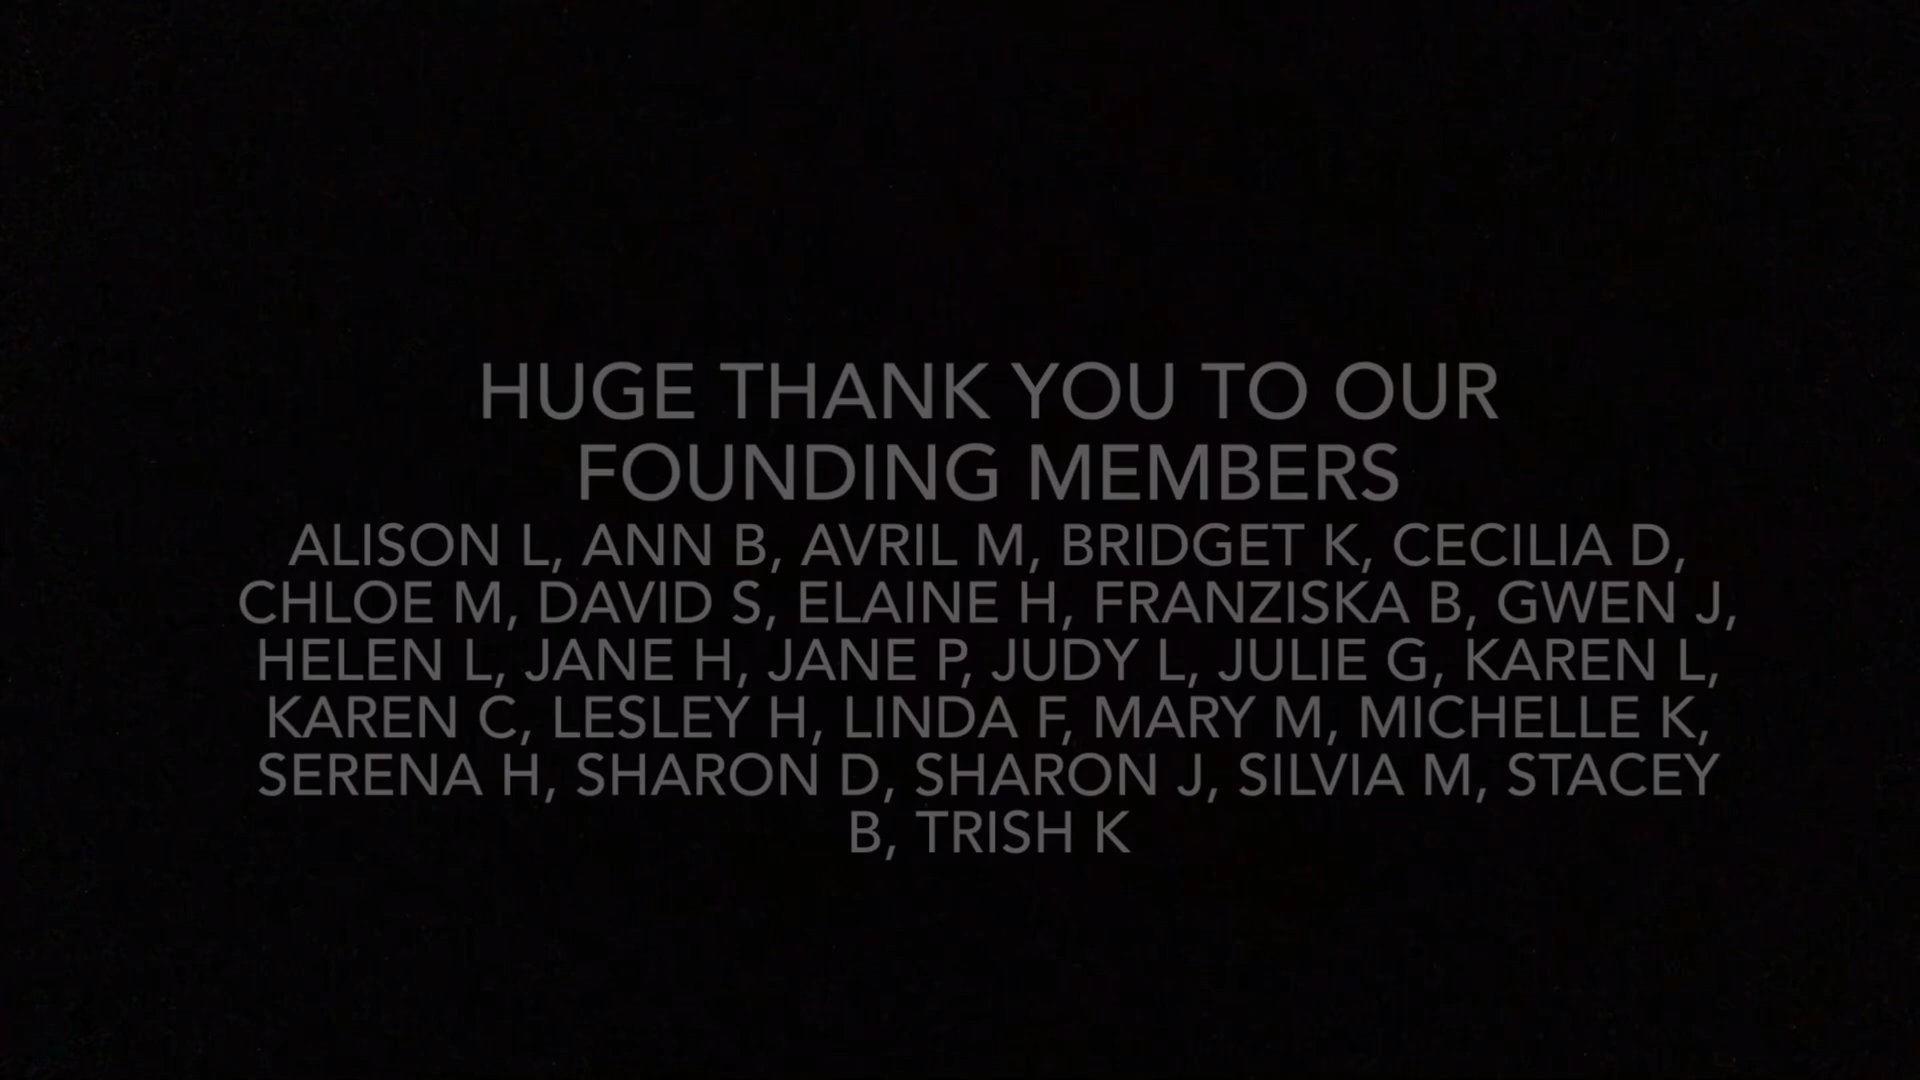 HUGE THANK YOU TO OUR
FOUNDING MEMBERS
ALISON L, ANN B, AVRIL M, BRIDGET K, CECILIA D,
CHLOE M, DAVID S, ELAINE H, FRANZISKA B, GWEN J,
HELEN L, JANE H, JANE P, JUDY L, JULIE G, KAREN L,
KAREN C, LESLEY H, LINDA F, MARY M, MICHELLE K,
SERENA H, SHARON D, SHARON J, SILVIA M, STACEY
B, TRISH K